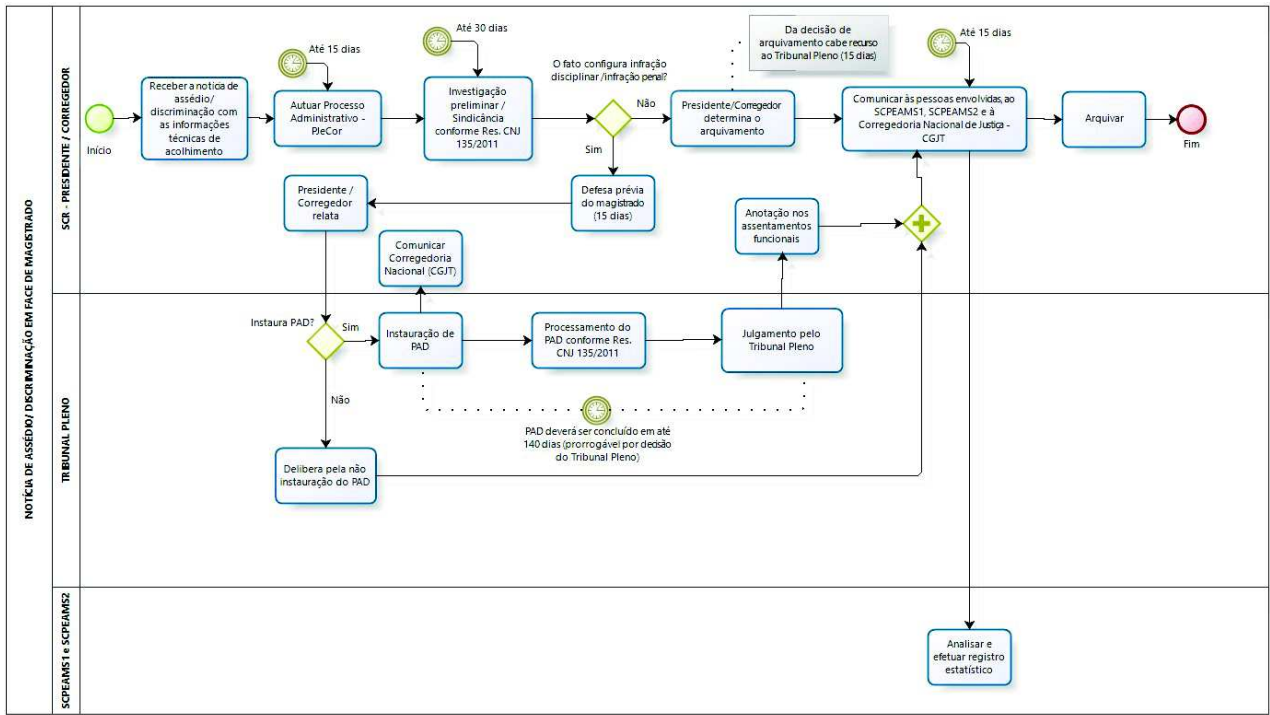 NOTÍCIA DE ASSÉDIO/ DISCRIMINAÇÃO EM FACE DE MAGISTRADO
SCR - PRESIDENTE / CORREGEDOR
Início
Receber a notícia de
assédio/
discriminação com
as informações
técnicas de
acolhimento
Até 15 dias
Autuar Processo
Administrativo -
PJeCor
Até 30 dias
Investigação
preliminar /
Sindicância
conforme Res. CNJ
135/2011
O fato configura infração
disciplinar /infração penal?
Não
Sim
Da decisão de
arquivamento cabe recurso
ao Tribunal Pleno (15 dias)
Presidente/Corregedor
determina o
arquivamento
Até 15 dias
Comunicar às pessoas envolvidas, ao
SCPEAMS1, SCPEAMS2 e à
Corregedoria Nacional de Justiça -
CGJT
Arquivar
Fim
Presidente /
Corregedor
relata
Defesa prévia
do magistrado
(15 dias)
Anotação nos
assentamentos
funcionais
Comunicar
Corregedoria
Nacional (CGJT)
TRIBUNAL PLENO
Instaura PAD?
Sim
Instauração de
PAD
Processamento do
PAD conforme Res.
CNJ 135/2011
Julgamento pelo
Tribunal Pleno
Não
PAD deverá ser concluído em até
140 dias (prorrogável por decisão
do Tribunal Pleno)
Delibera pela não
instauração do PAD
SCPEAMS1 e SCPEAMS2
Analisar e
efetuar registro
estatístico